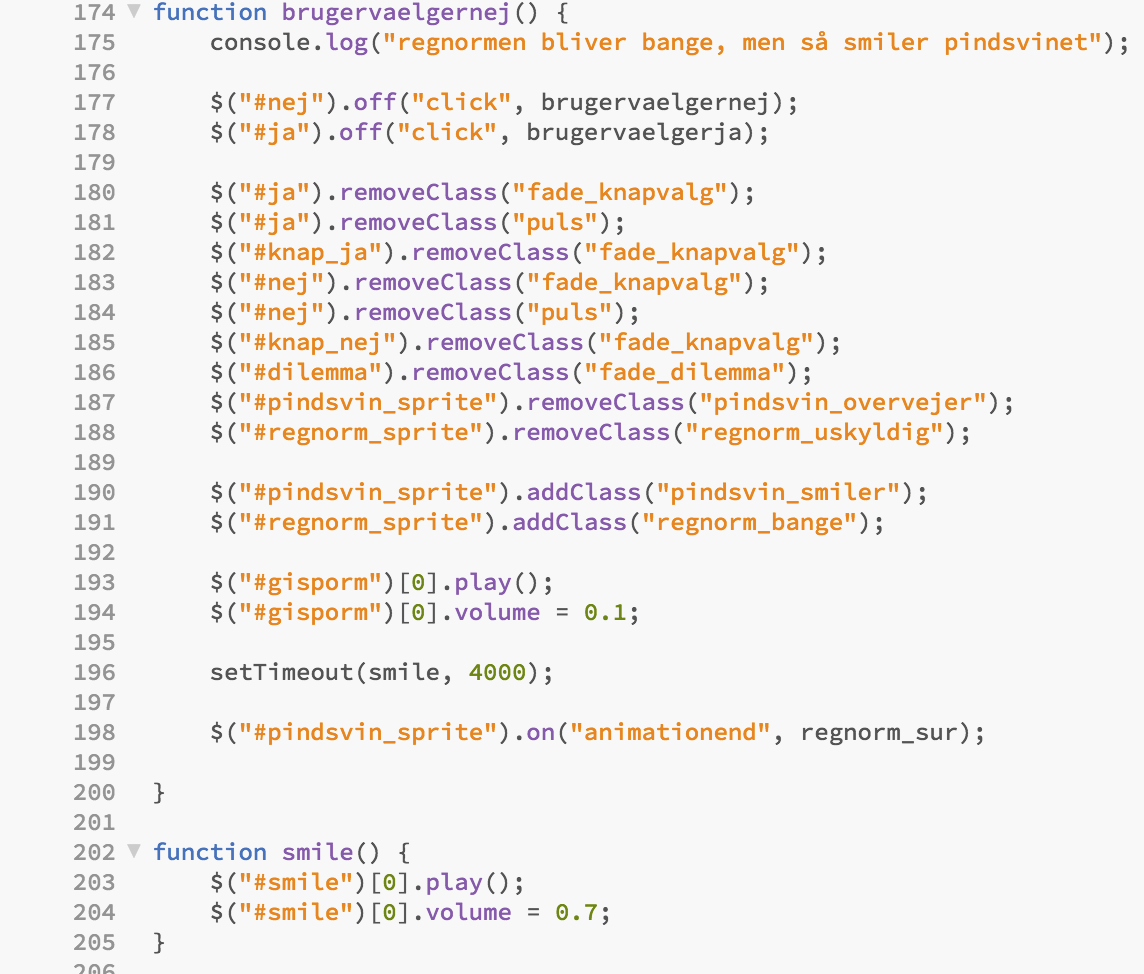 174 ▼ function brugervaelgernej() {
175 console.log("regnormen bliver bange, men så smiler pindsvinet");
176
177 $("#nej").off("click", brugervaelgernej);
178 $("#ja").off("click", brugervaelgerja);
179
180 $("#ja").removeClass("fade_knapvalg");
181 $("#ja").removeClass("puls");
182 $("#knap_ja").removeClass("fade_knapvalg");
183 $("#nej").removeClass("fade_knapvalg");
184 $("#nej").removeClass("puls");
185 $("#knap_nej").removeClass("fade_knapvalg");
186 $("#dilemma").removeClass("fade_dilemma");
187 $("#pindsvin_sprite").removeClass("pindsvin_overvejer");
188 $("#regnorm_sprite").removeClass("regnorm_uskyldig");
189
190 $("#pindsvin_sprite").addClass("pindsvin_smiler");
191 $("#regnorm_sprite").addClass("regnorm_bange");
192
193 $("#gisporm")[0].play();
194 $("#gisporm")[0].volume = 0.1;
195
196 setTimeout(smile, 4000);
197
198 $("#pindsvin_sprite").on("animationend", regnorm_sur);
199
200 }
201
202 ▼ function smile() {
203 $("#smile")[0].play();
204 $("#smile")[0].volume = 0.7;
205 }
206